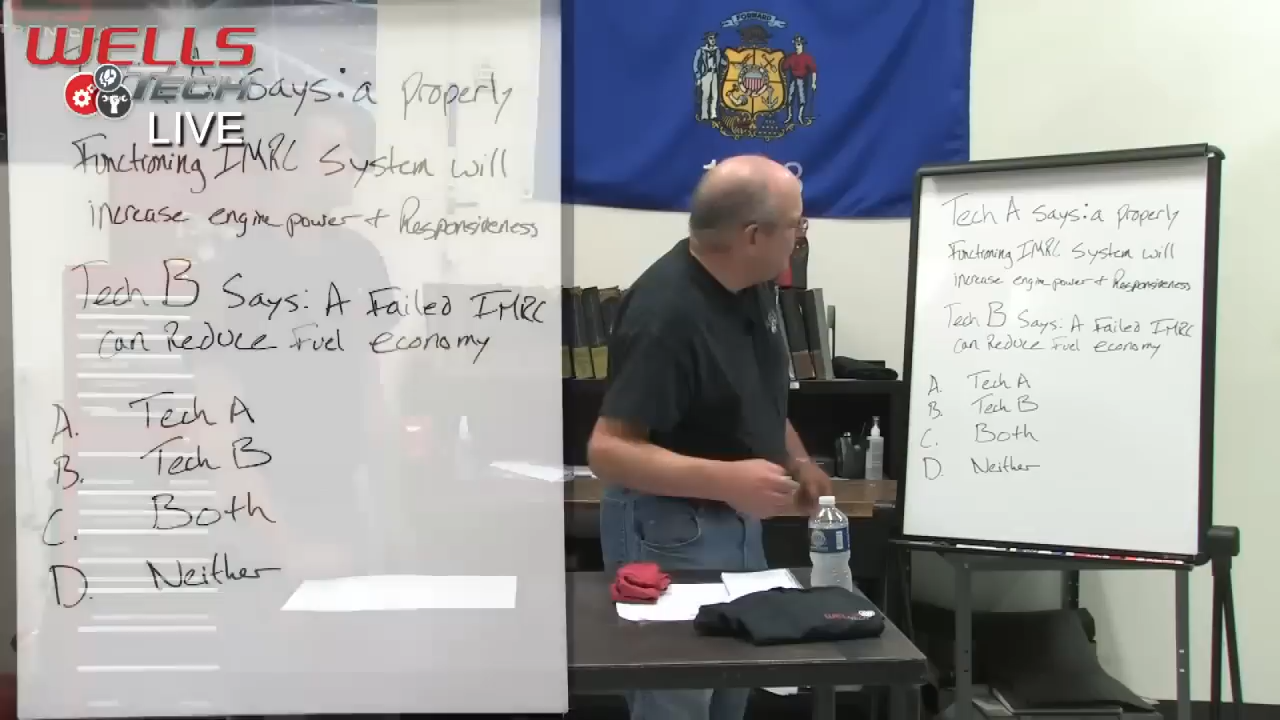 WELLS
TECH
LIVE
A says: a properly
Functioning IMRC System will
increase engine power + Responsiveness
Tech B Says: A Failed IMRC
can Reduce Fuel economy
A. Tech A
B. Tech B
C. Both
D. Neither
FORWARD
Tech A says: a properly
Functioning IMRC System will
increase engine power + Responsiveness
Tech B Says: A Failed IMRC
can Reduce Fuel economy
A. Tech A
B. Tech B
C. Both
D. Neither
WELLS